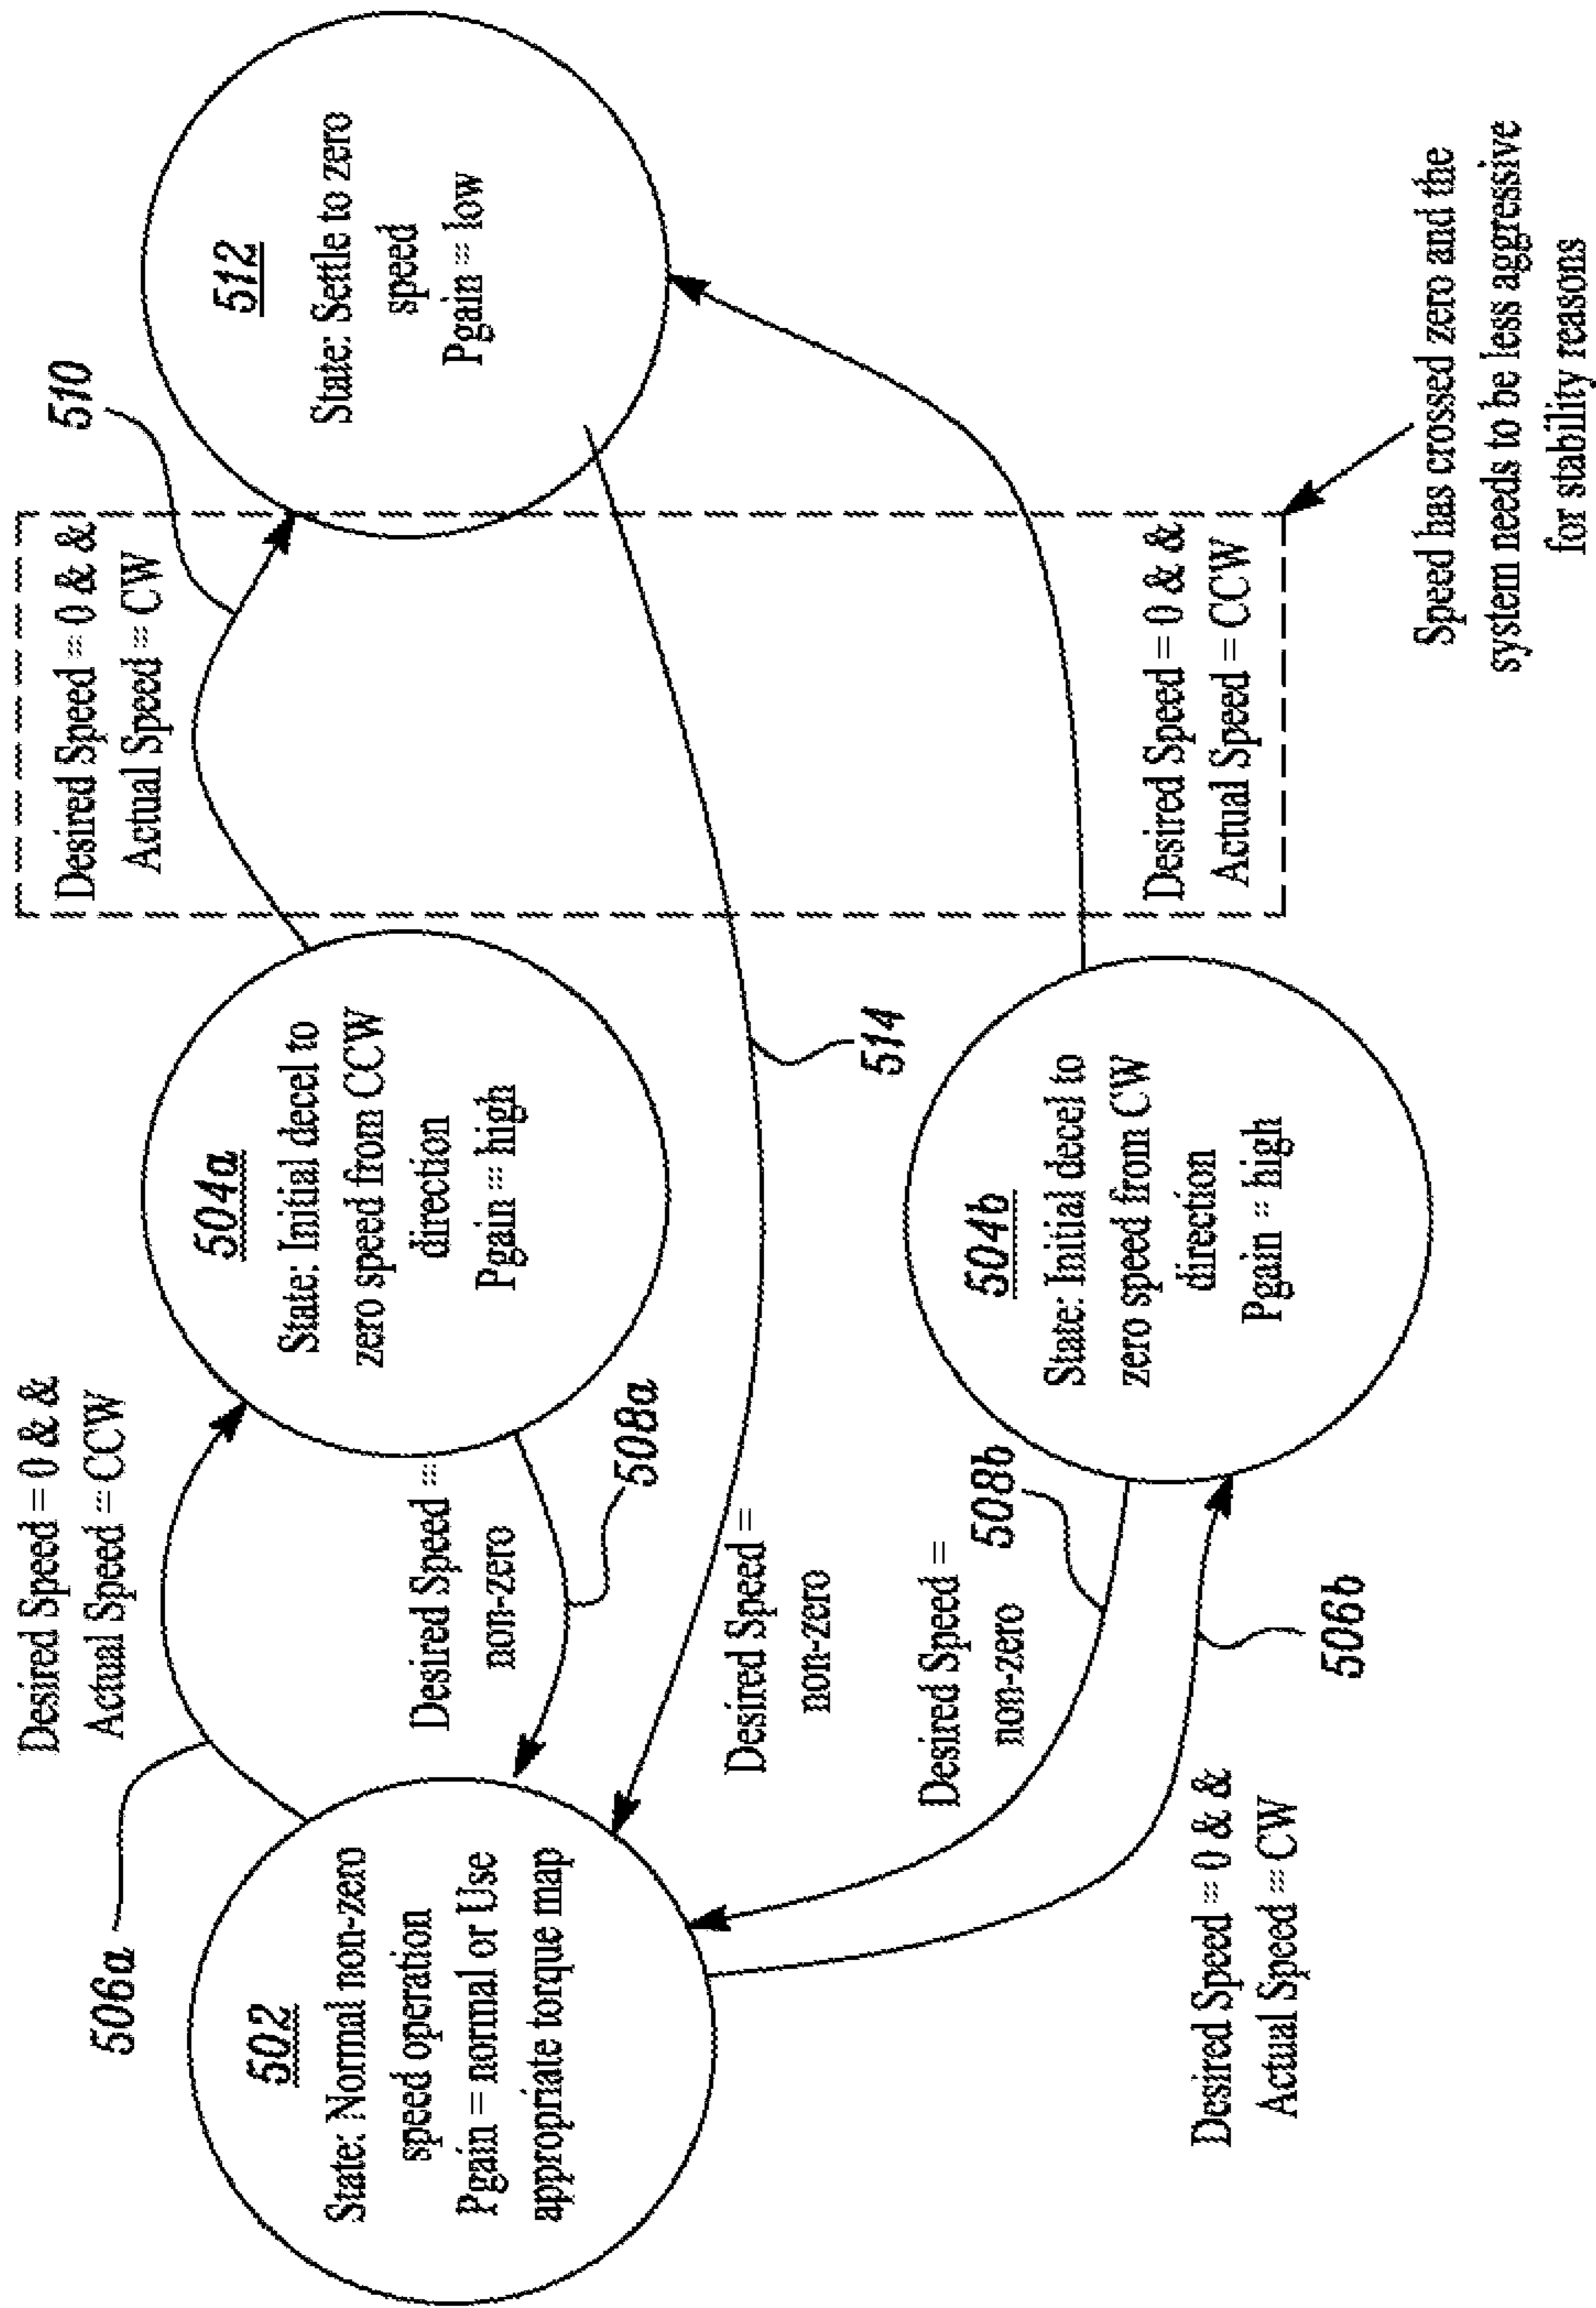 Desired Speed = 0 & &
Actual Speed = CCW
506a
502
State: Normal non-zero
speed operation
Pgain = normal or Use
appropriate torque map
Desired Speed =
non-zero
508a
504a
State: Initial decel to
zero speed from CCW
direction
Pgain = high
Desired Speed = 0 & &
Actual Speed = CW
510
512
State: Settle to zero
speed
Pgain = low
Desired Speed =
non-zero
514
Desired Speed =
non-zero
508b
504b
State: Initial decel to
zero speed from CW
direction
Pgain = high
Desired Speed = 0 & &
Actual Speed = CW
506b
Desired Speed = 0 & &
Actual Speed = CCW
Speed has crossed zero and the
system needs to be less aggressive
for stability reasons